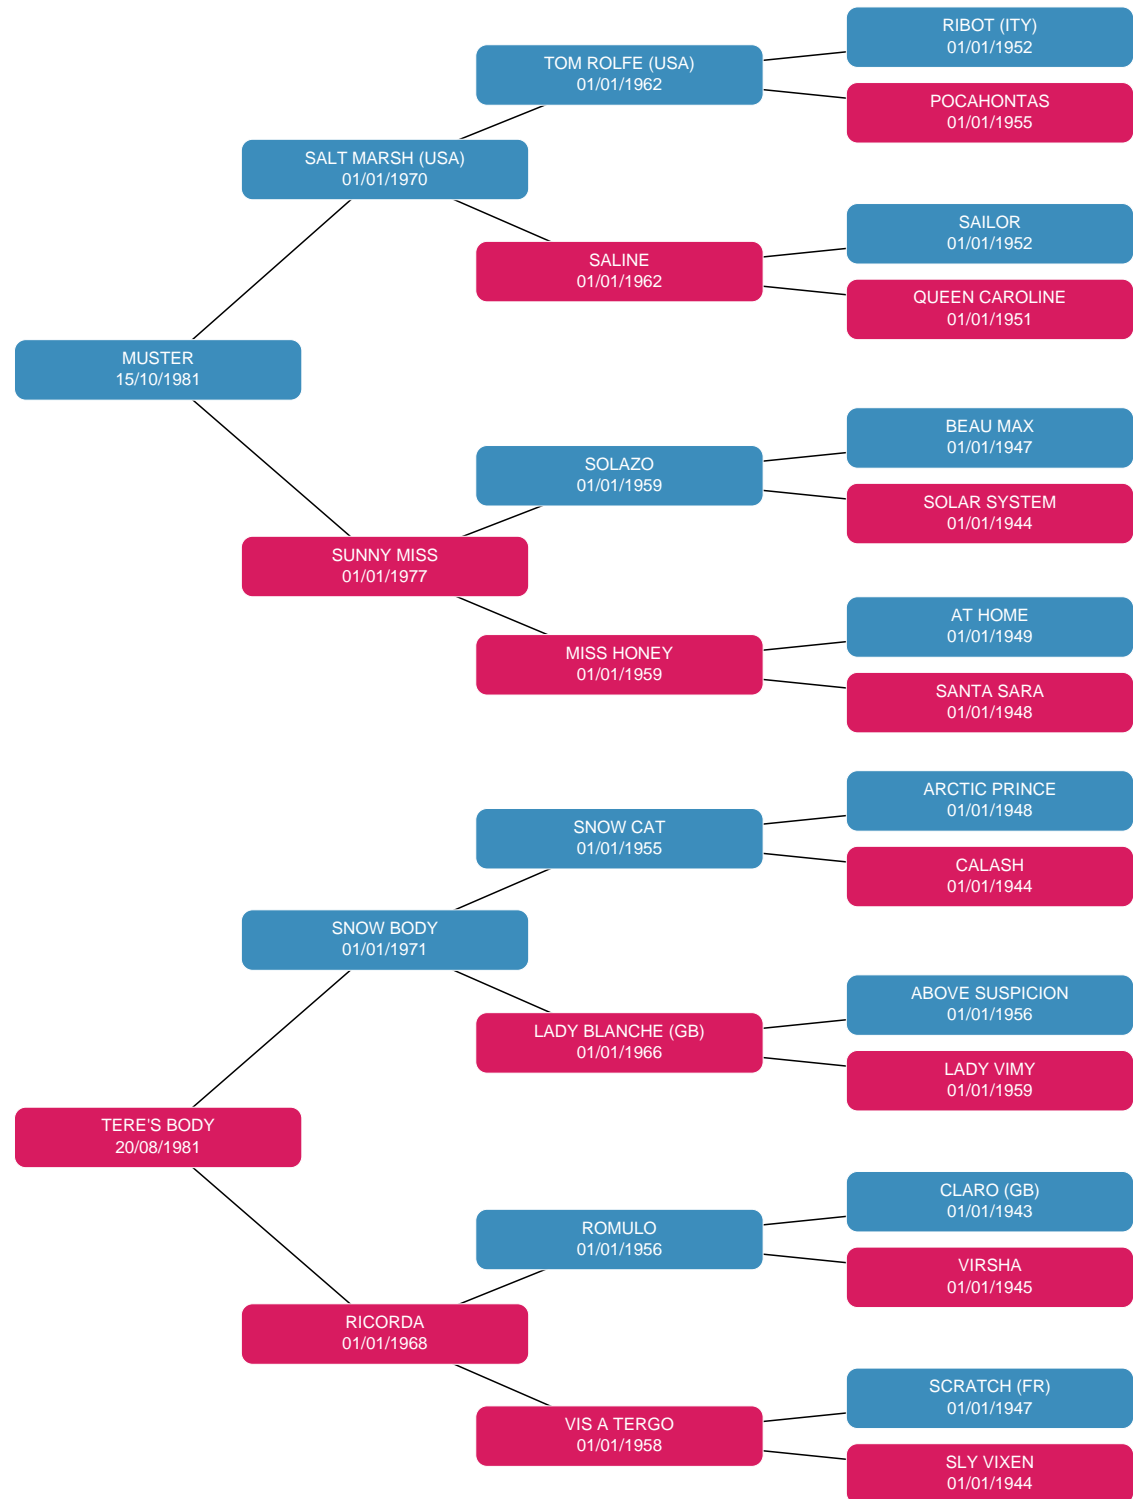 RIBOT (ITY)
01/01/1952
TOM ROLFE (USA)
01/01/1962
POCAHONTAS
01/01/1955
SALT MARSH (USA)
01/01/1970
SAILOR
01/01/1952
SALINE
01/01/1962
QUEEN CAROLINE
01/01/1951
MUSTER
15/10/1981
BEAU MAX
01/01/1947
SOLAZO
01/01/1959
SOLAR SYSTEM
01/01/1944
SUNNY MISS
01/01/1977
AT HOME
01/01/1949
MISS HONEY
01/01/1959
SANTA SARA
01/01/1948
ARCTIC PRINCE
01/01/1948
SNOW CAT
01/01/1955
CALASH
01/01/1944
SNOW BODY
01/01/1971
ABOVE SUSPICION
01/01/1956
LADY BLANCHE (GB)
01/01/1966
LADY VIMY
01/01/1959
TERE'S BODY
20/08/1981
CLARO (GB)
01/01/1943
ROMULO
01/01/1956
VIRSHA
01/01/1945
RICORDA
01/01/1968
SCRATCH (FR)
01/01/1947
VIS A TERGO
01/01/1958
SLY VIXEN
01/01/1944